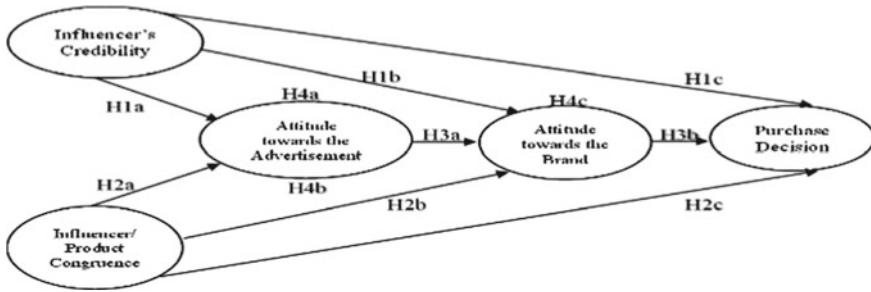 Influencer's
Credibility
H1c
H1b
H4a
H4c
H1a
Attitude
towards the
Advertisement
H3a
Attitude
towards the
Brand
H3b
Purchase
Decision
H2a
H4b
H2b
H2c
Influencer/
Product
Congruence